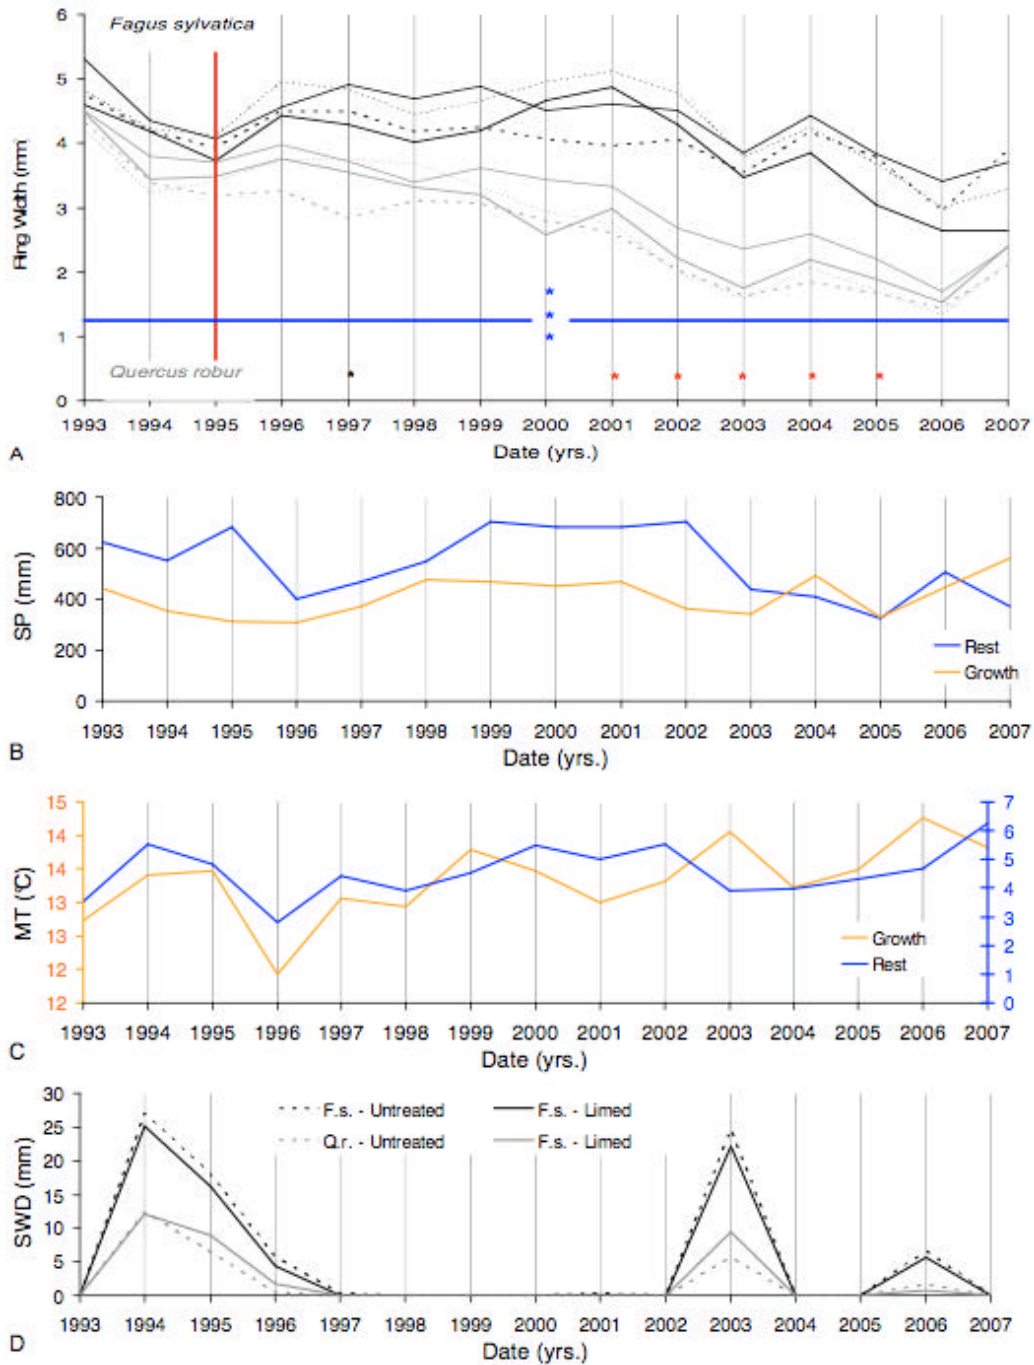 6
Fagus sylvatica
5
4
3
2
1
0
Ring Width (mm)
*
*
*
Quercus robur
* * * * * *
1993 1994 1995 1996 1997 1998 1999 2000 2001 2002 2003 2004 2005 2006 2007
A
Date (yrs.)
800
600
400
200
0
SP (mm)
Rest
Growth
1993 1994 1995 1996 1997 1998 1999 2000 2001 2002 2003 2004 2005 2006 2007
B
Date (yrs.)
15
14
14
13
13
12
12
MT (°C)
7
6
5
4
3
2
1
0
Growth
Rest
1993 1994 1995 1996 1997 1998 1999 2000 2001 2002 2003 2004 2005 2006 2007
C
Date (yrs.)
30
25
20
15
10
5
0
SWD (mm)
F.s. - Untreated F.s. - Limed
Q.r. - Untreated F.s. - Limed
1993 1994 1995 1996 1997 1998 1999 2000 2001 2002 2003 2004 2005 2006 2007
D
Date (yrs.)